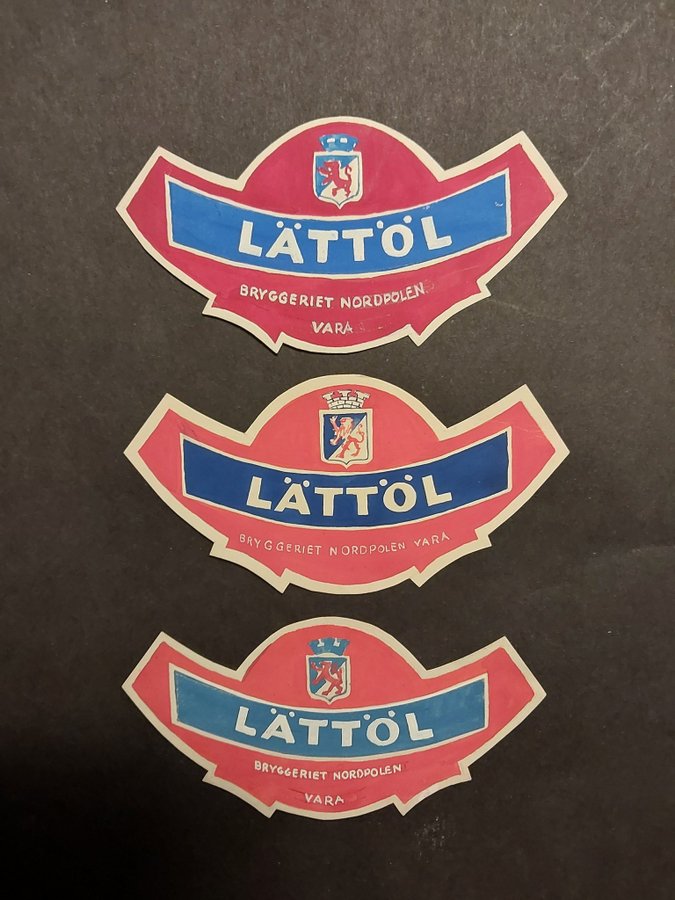 LÄTTÖL
BRYGGERIET NORDPOLEN
VARA
LÄTTÖL
BRYGGERIET NORDPOLEN VARA
LÄTTÖL
BRYGGERIET NORDPOLEN
VARA